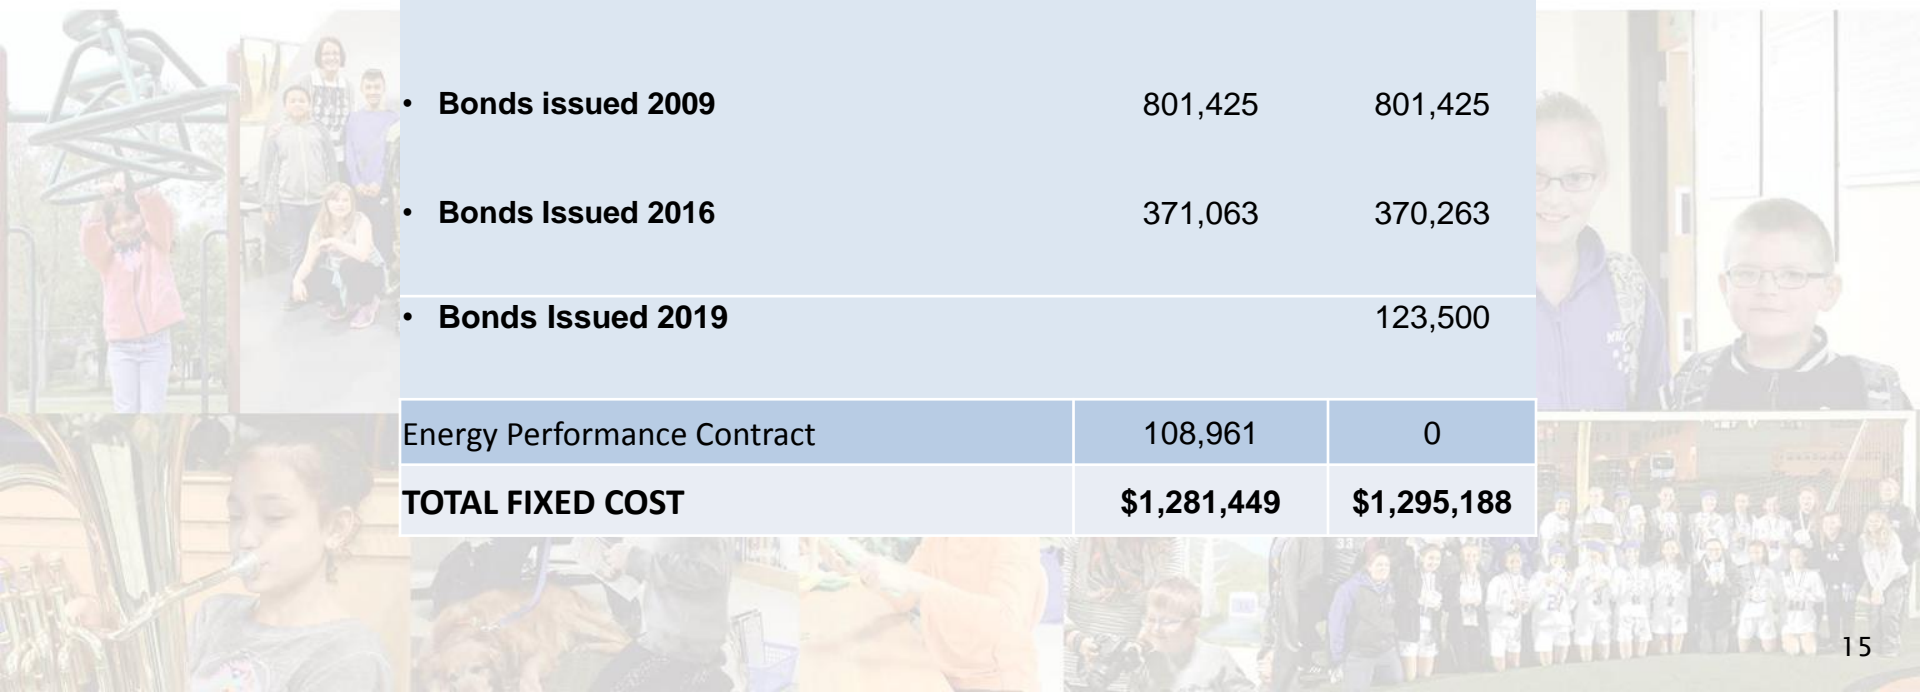 • Bonds issued 2009 801,425 801,425
• Bonds Issued 2016 371,063 370,263
• Bonds Issued 2019 123,500
Energy Performance Contract 108,961 0
TOTAL FIXED COST $1,281,449 $1,295,188
15